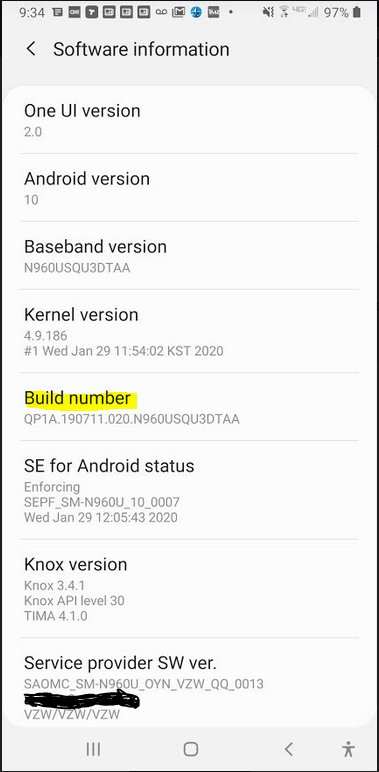 9:34 97%
Software information
One UI version
2.0
Android version
10
Baseband version
N960USQU3DTAA
Kernel version
4.9.186
#1 Wed Jan 29 11:54:02 KST 2020
Build number
QP1A.190711.020.N960USQU3DTAA
SE for Android status
Enforcing
SEPF_SM-N960U_10_0007
Wed Jan 29 12:05:43 2020
Knox version
Knox 3.4.1
Knox API level 30
TIMA 4.1.0
Service provider SW ver.
SAOMC_SM-N960U_OYN_VZW_QQ_0013
VZW/VZW/VZW